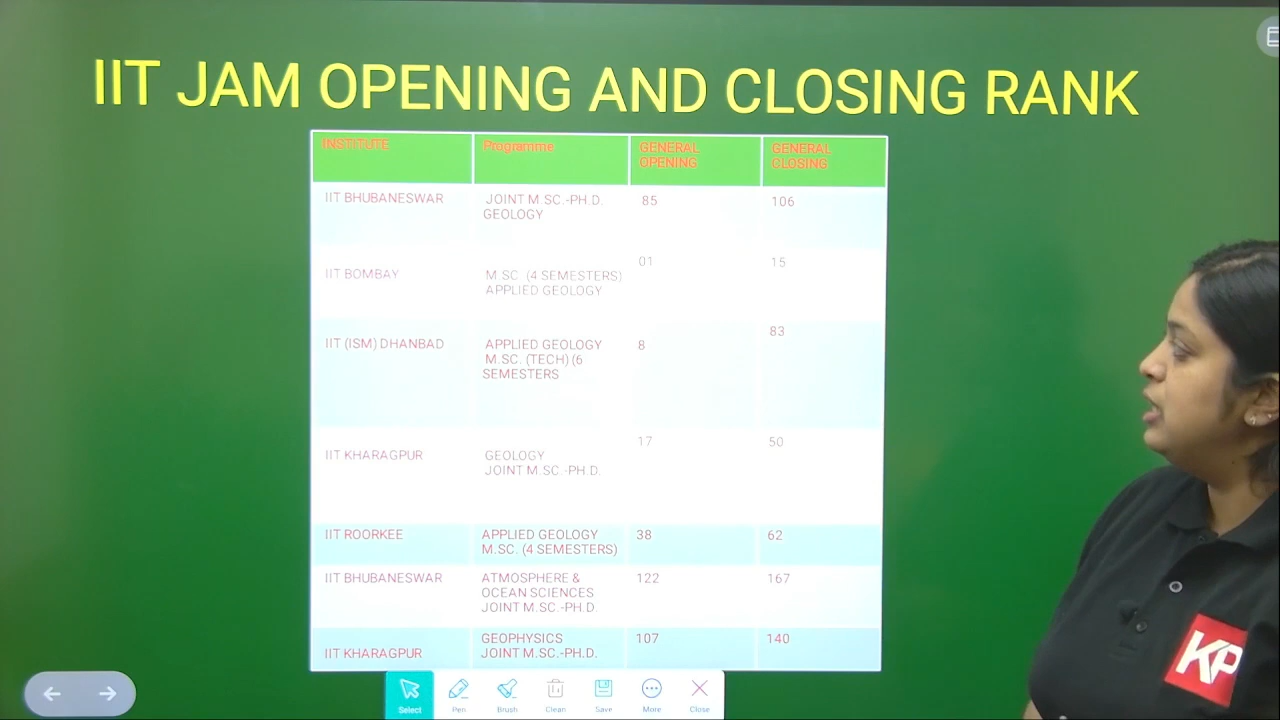 IIT JAM OPENING AND CLOSING RANK
INSTITUTE
Programme
GENERAL
OPENING
GENERAL
CLOSING
IIT BHUBANESWAR
JOINT M.SC.-PH.D.
GEOLOGY
85
106
IIT BOMBAY
M.SC. (4 SEMESTERS)
APPLIED GEOLOGY
01
15
IIT (ISM) DHANBAD
APPLIED GEOLOGY
M.SC. (TECH) (6
SEMESTERS
8
83
IIT KHARAGPUR
GEOLOGY
JOINT M.SC.-PH.D.
17
50
IIT ROORKEE
APPLIED GEOLOGY
M.SC. (4 SEMESTERS)
38
62
IIT BHUBANESWAR
ATMOSPHERE &
OCEAN SCIENCES
JOINT M.SC.-PH.D.
122
167
IIT KHARAGPUR
GEOPHYSICS
JOINT M.SC.-PH.D.
107
140
Select
Pen
Brush
Clean
Save
More
Close
KP